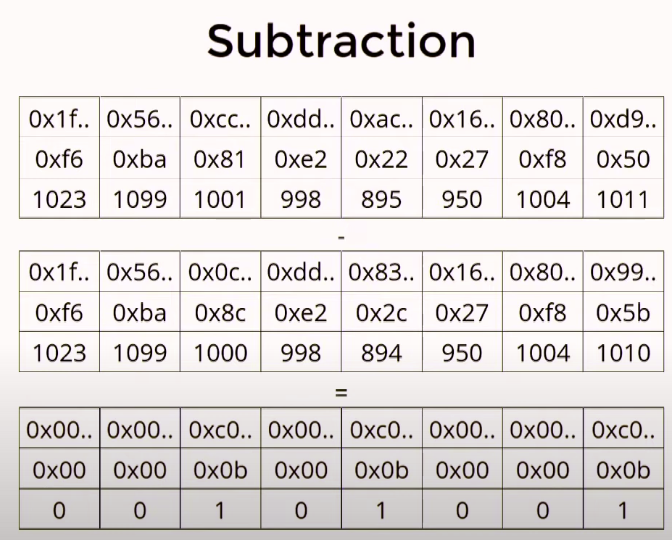 Subtraction
0x1f.. 0x56.. 0xcc.. 0xdd.. 0xac.. 0x16.. 0x80.. 0xd9..
0xf6 0xba 0x81 0xe2 0x22 0x27 0xf8 0x50
1023 1099 1001 998 895 950 1004 1011
-
0x1f.. 0x56.. 0x0c.. 0xdd.. 0x83.. 0x16.. 0x80.. 0x99..
0xf6 0xba 0x8c 0xe2 0x2c 0x27 0xf8 0x5b
1023 1099 1000 998 894 950 1004 1010
=
0x00.. 0x00.. 0xc0.. 0x00.. 0xc0.. 0x00.. 0x00.. 0xc0..
0x00 0x00 0x0b 0x00 0x0b 0x00 0x00 0x0b
0 0 1 0 1 0 0 1